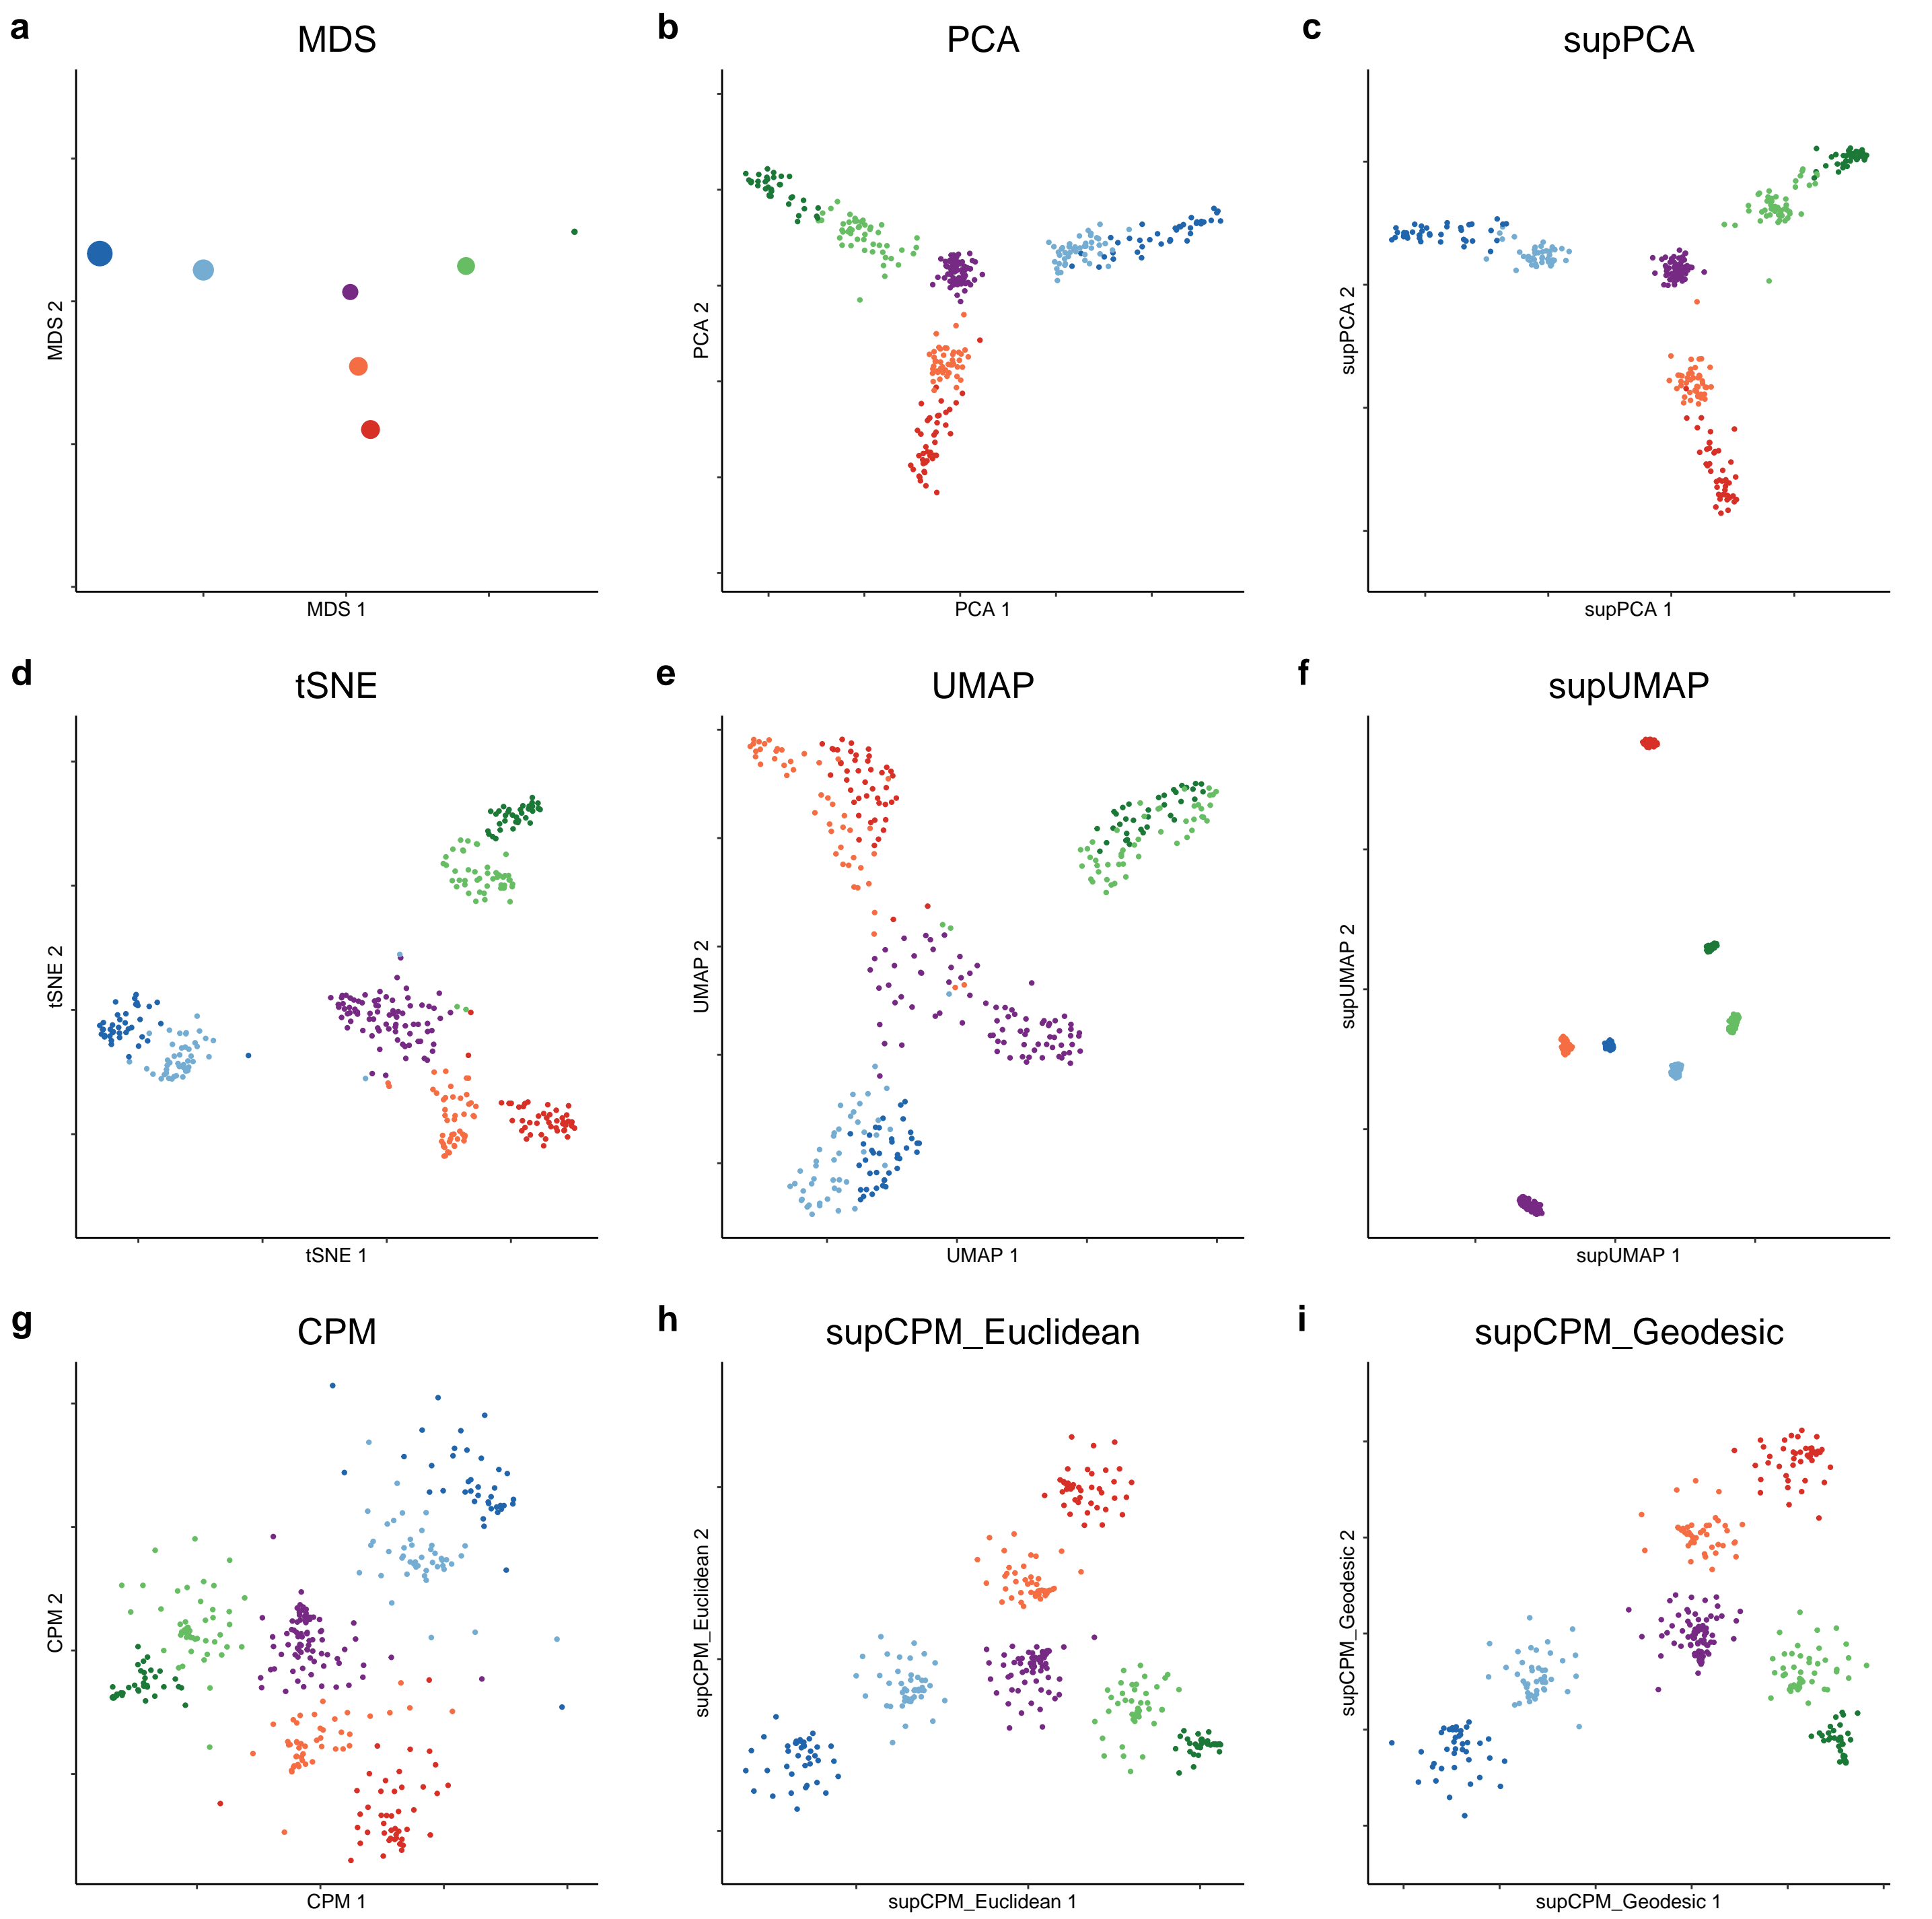 a MDS
MDS 2
MDS 1
b PCA
PCA 2
PCA 1
c supPCA
supPCA 2
supPCA 1
d tSNE
tSNE 2
tSNE 1
e UMAP
UMAP 2
UMAP 1
f supUMAP
supUMAP 2
supUMAP 1
g CPM
CPM 2
CPM 1
h supCPM_Euclidean
supCPM_Euclidean 2
supCPM_Euclidean 1
i supCPM_Geodesic
supCPM_Geodesic 2
supCPM_Geodesic 1